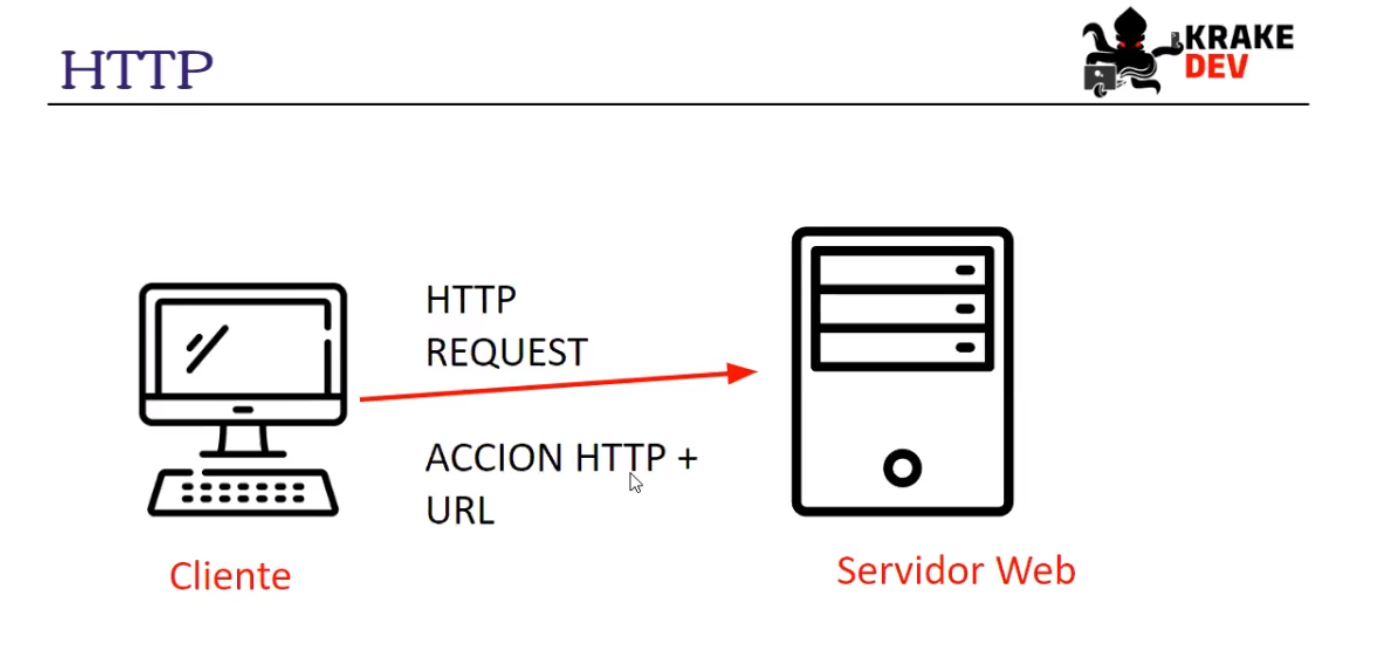 HTTP
KRAKE
DEV
HTTP
REQUEST
ACCION HTTP +
URL
Cliente
Servidor Web